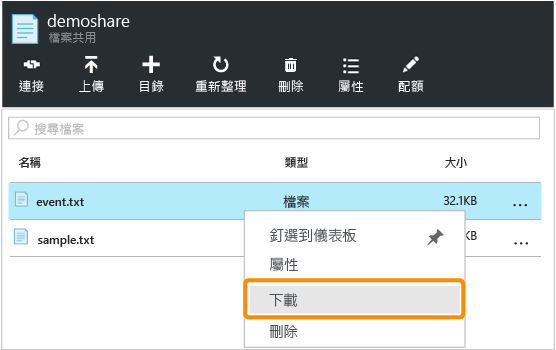 demoshare
檔案共用
連接 上傳 目錄 重新整理 刪除 屬性 配額
搜尋檔案
名稱 類型 大小
event.txt 檔案 32.1KB ...
sample.txt KB ...
釘選到儀表板
屬性
下載
刪除